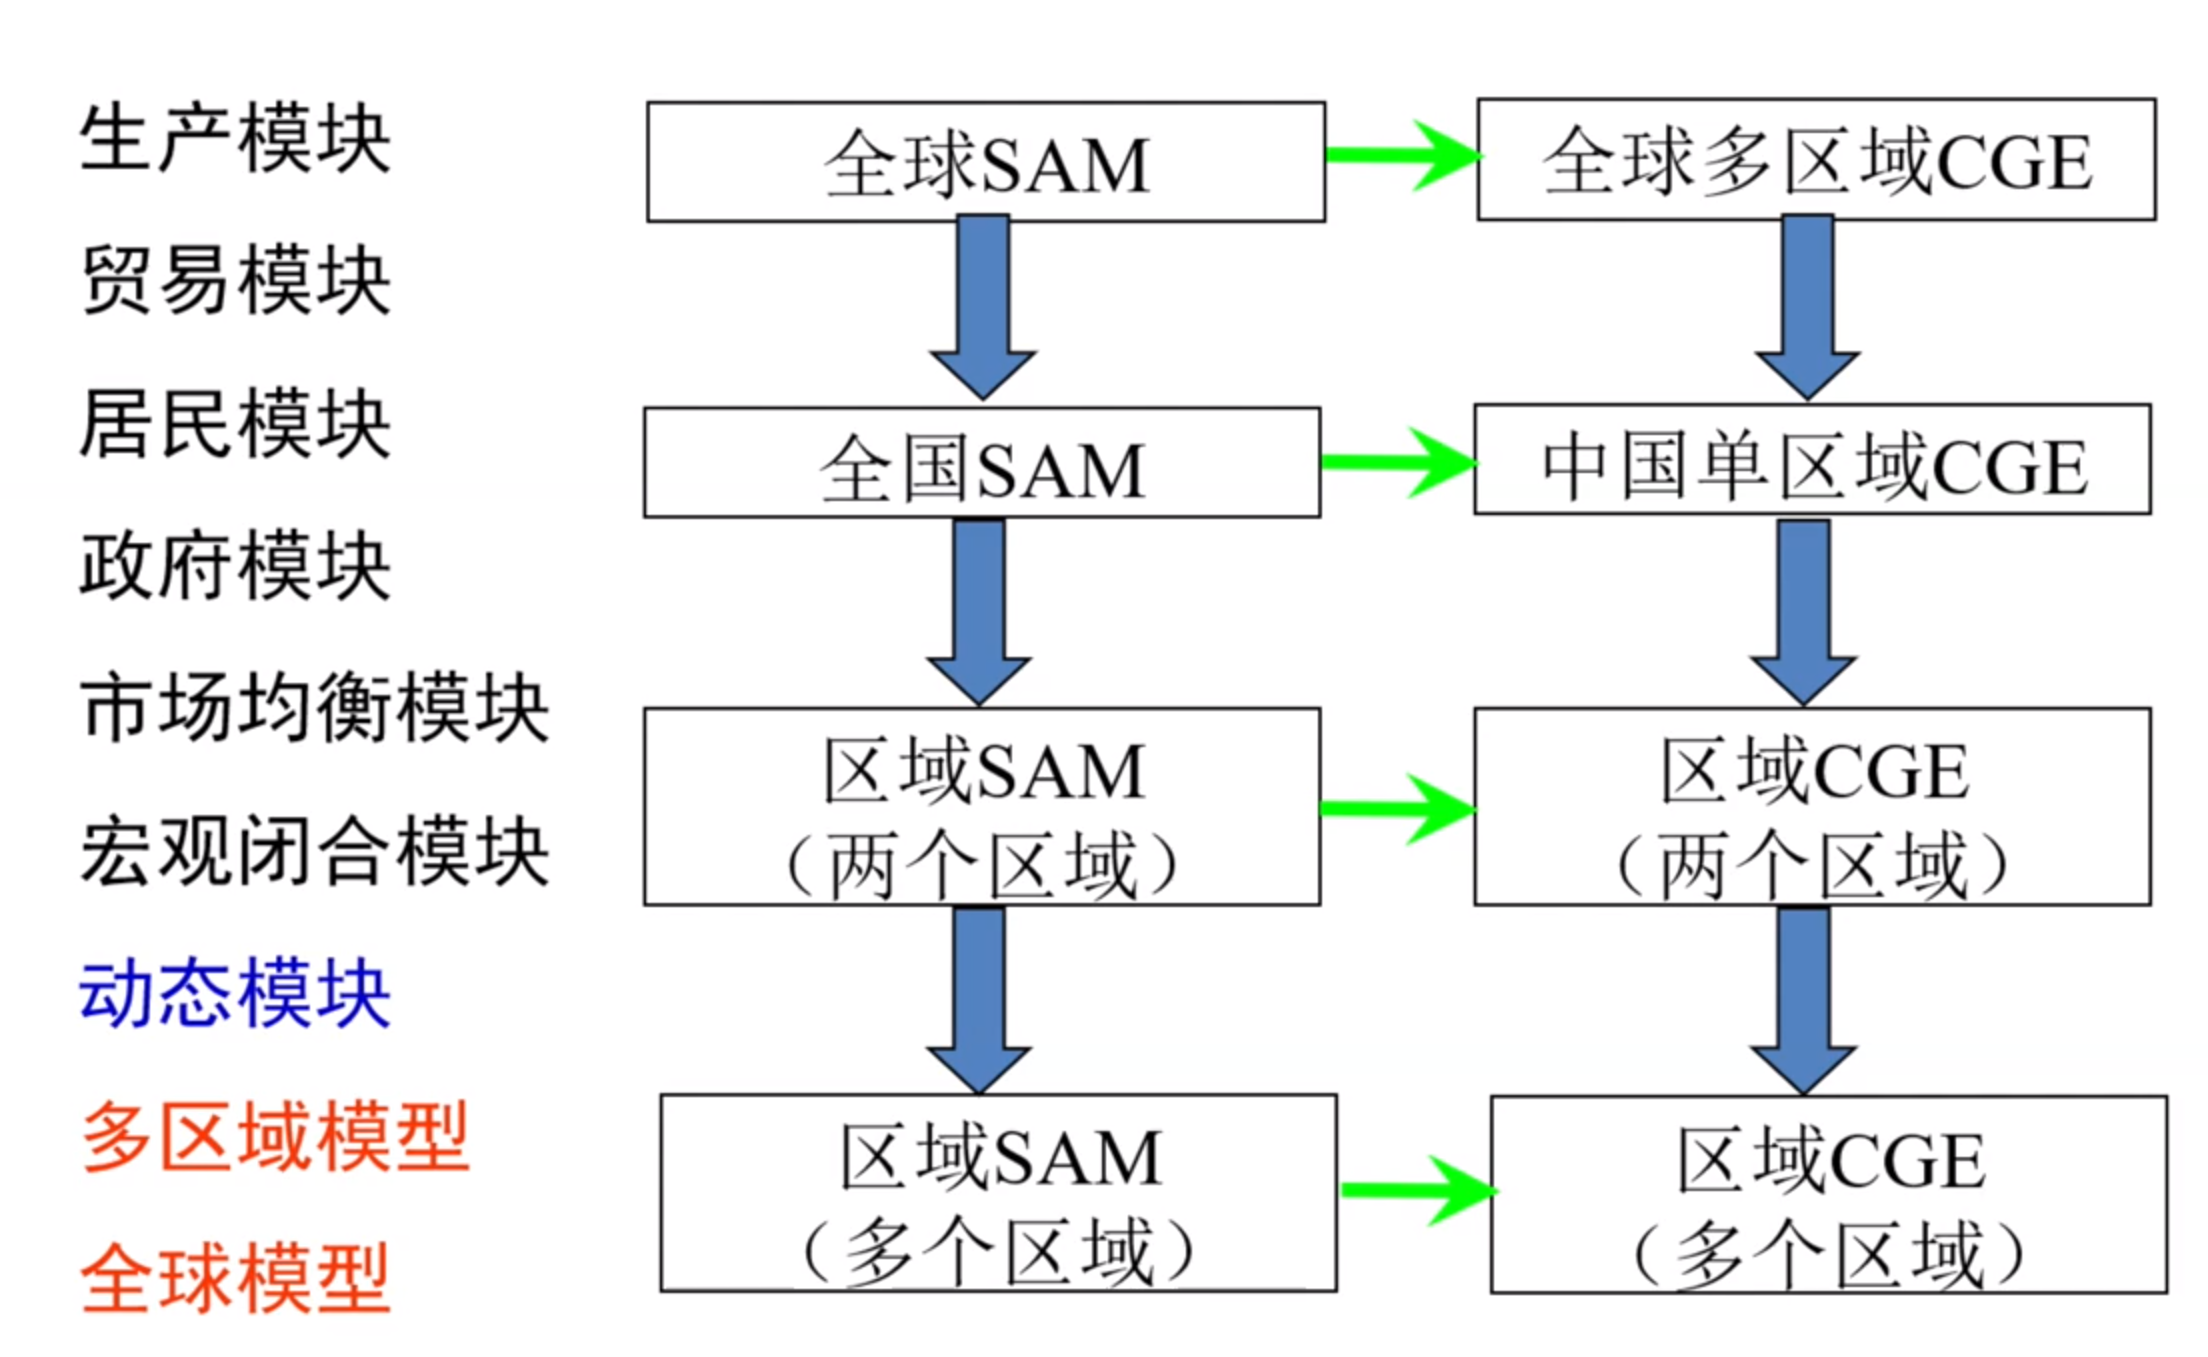 生产模块
贸易模块
居民模块
政府模块
市场均衡模块
宏观闭合模块
动态模块
多区域模型
全球模型
全球SAM
全球多区域CGE
全国SAM
中国单区域CGE
区域SAM
（两个区域）
区域CGE
（两个区域）
区域SAM
（多个区域）
区域CGE
（多个区域）